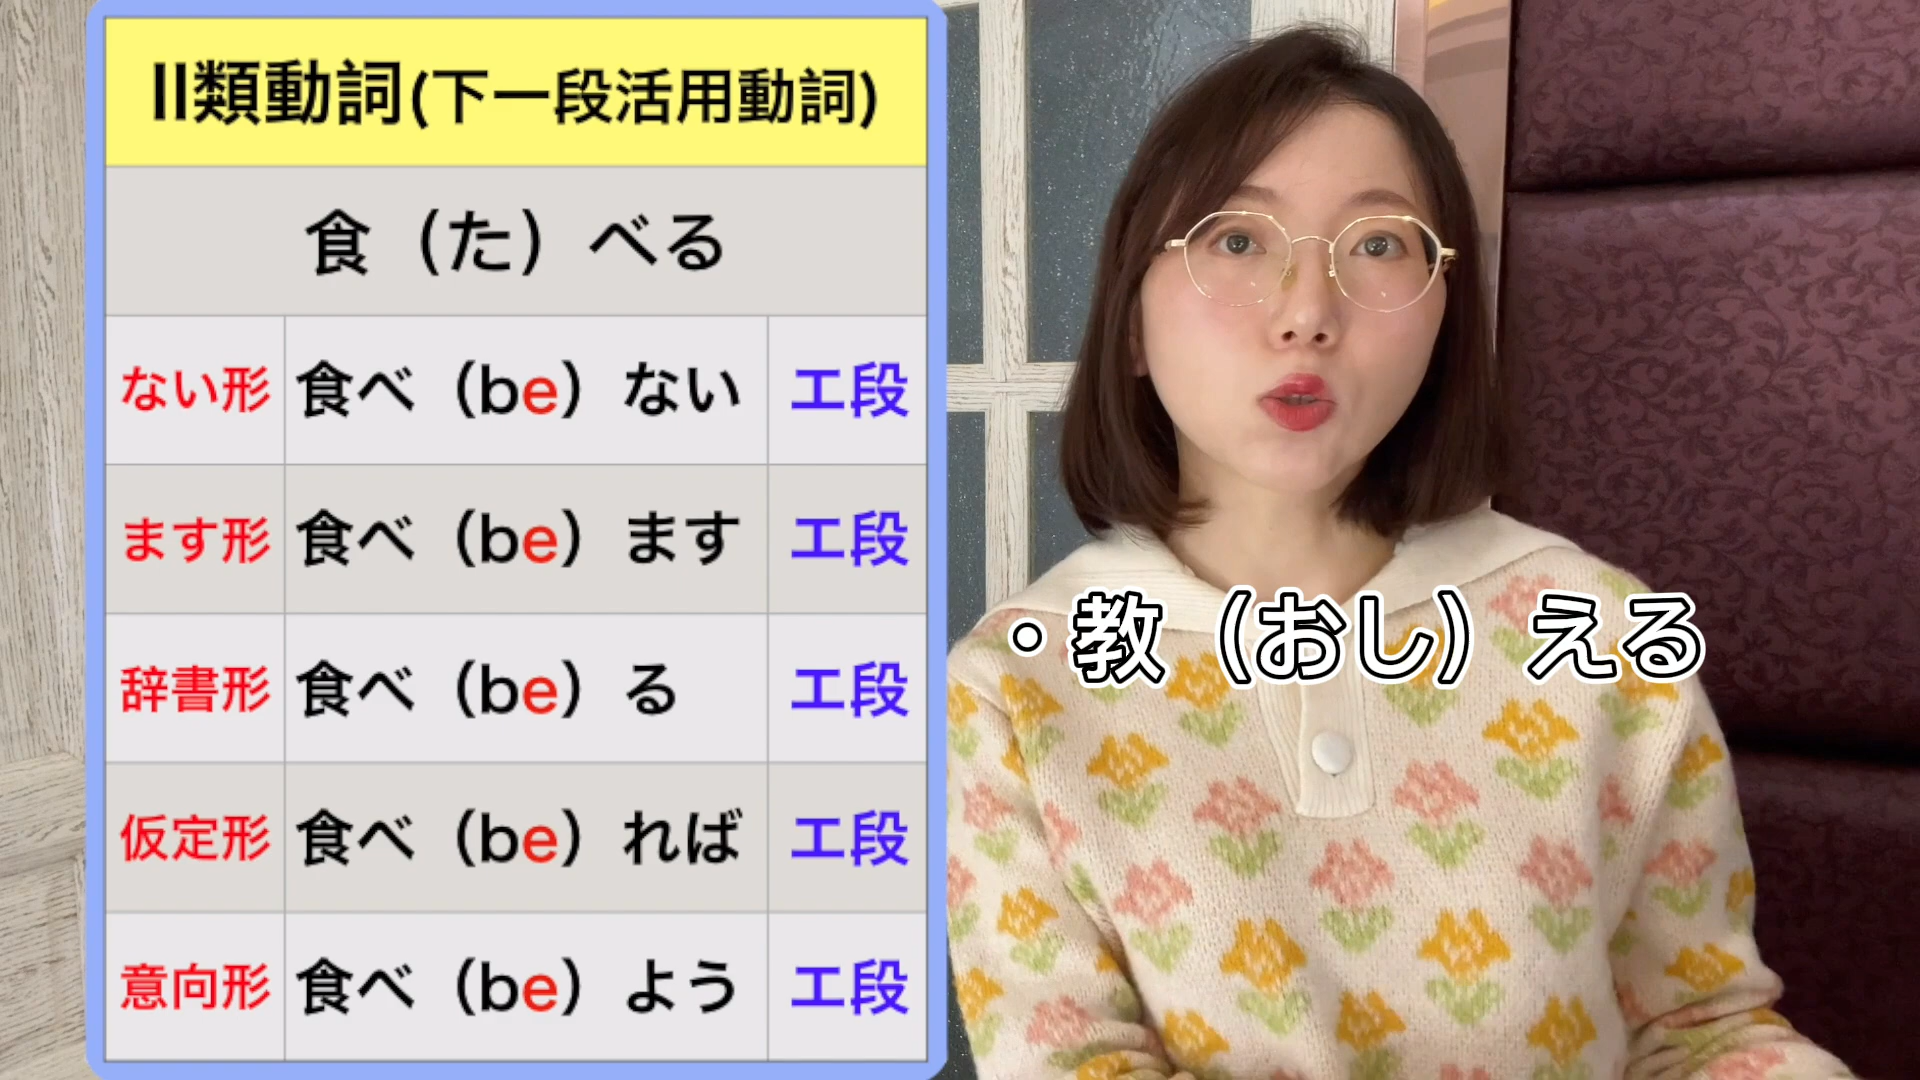 II類動詞(下一段活用動詞)
食（た）べる
ない形 食べ（be）ない エ段
ます形 食べ（be）ます エ段
辞書形 食べ（be）る エ段
仮定形 食べ（be）れば エ段
意向形 食べ（be）よう エ段
・教（おし）える